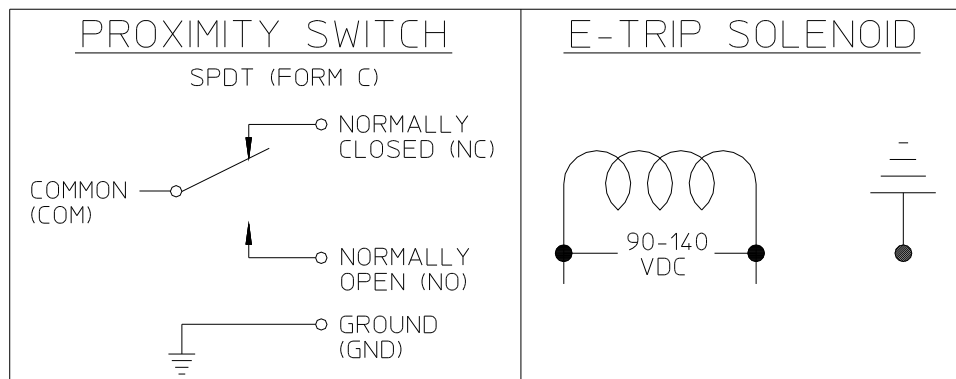 PROXIMITY SWITCH
SPDT (FORM C)
NORMALLY
CLOSED (NC)
COMMON
(COM)
NORMALLY
OPEN (NO)
GROUND
(GND)
E-TRIP SOLENOID
90-140
VDC